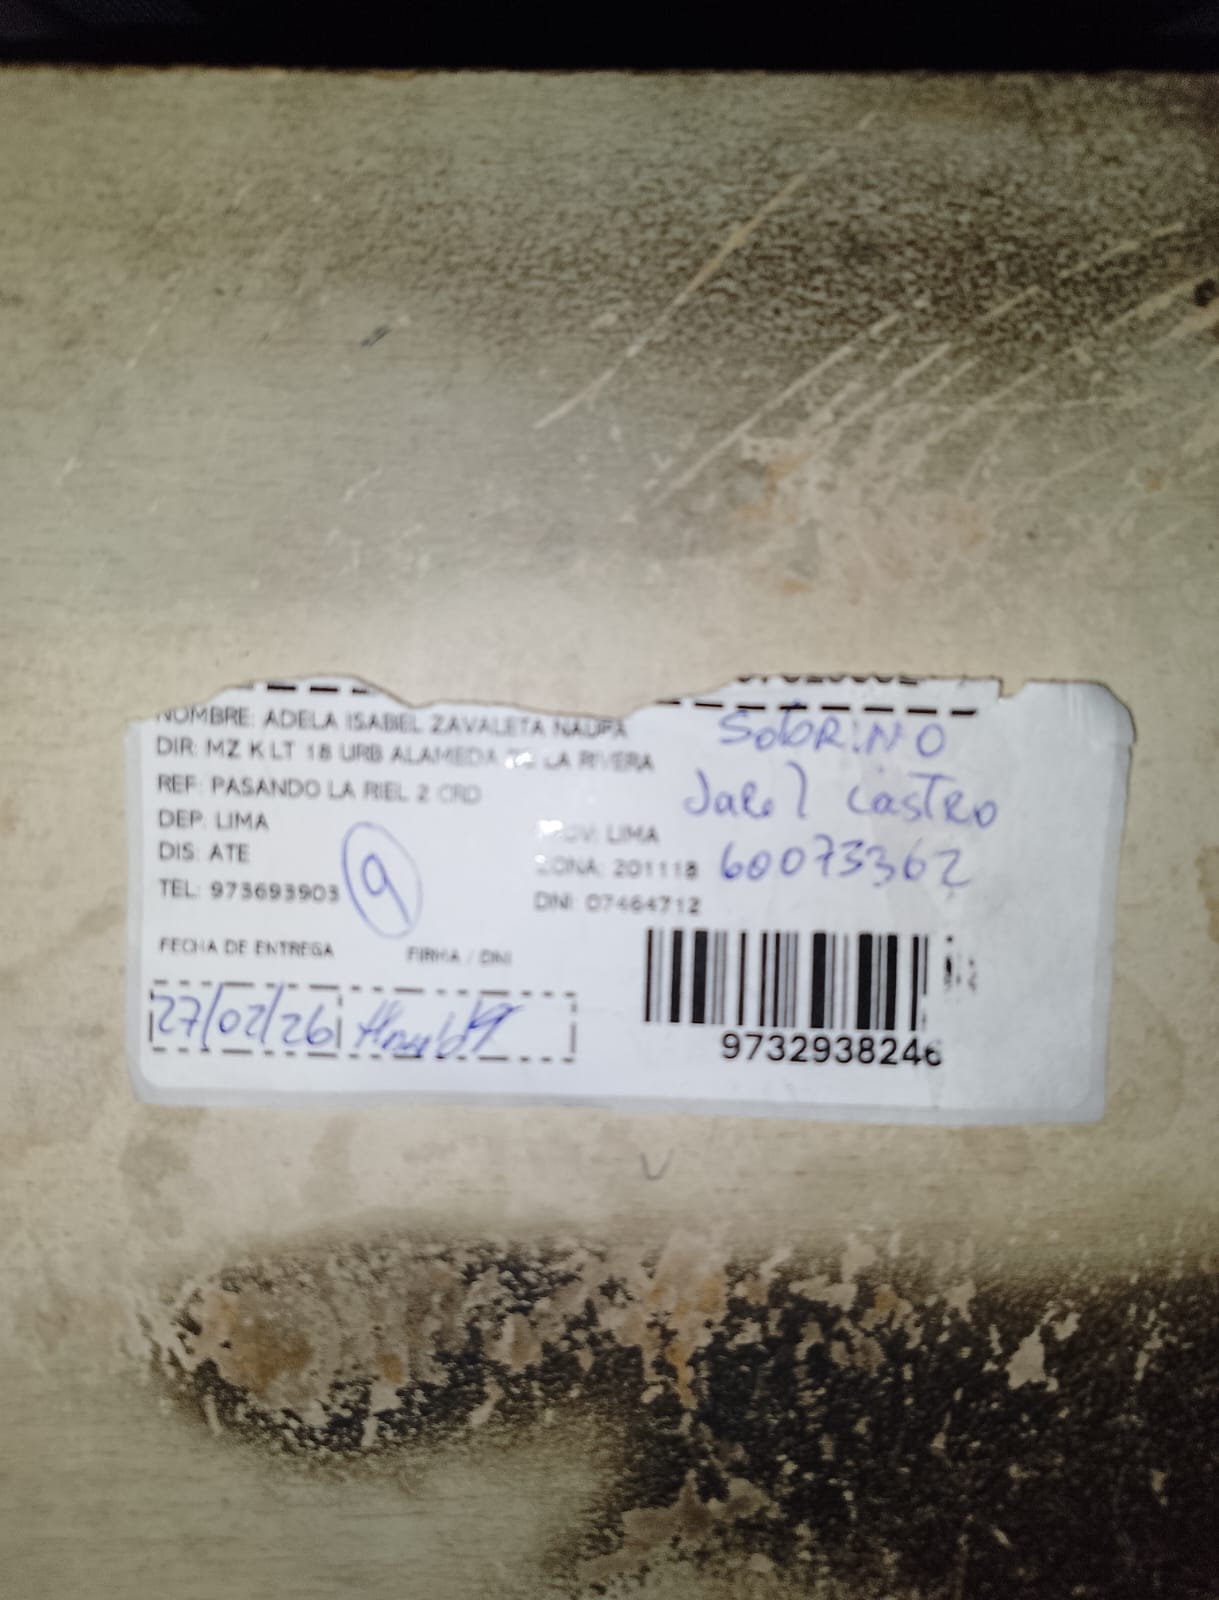 NOMBRE: ADELA ISABEL ZAVALETA NAUPA
DIR: MZ K LT 18 URB ALAMEDA DE LA RIVERA
REF: PASANDO LA RIEL 2 CRD
DEP: LIMA
PROV: LIMA
DIS: ATE
ZONA: 201118
TEL: 973693903
DNI: 07464712
9
SOBRINO
Castro
60073362
FECHA DE ENTREGA
FIRMA / DNI
27/02/26
9732938246